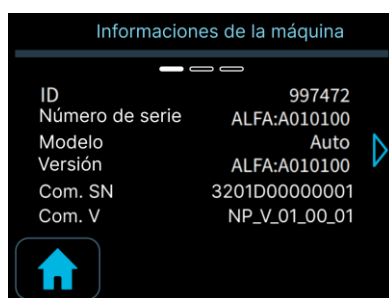 Informaciones de la máquina
ID 997472
Número de serie ALFA:A010100
Modelo Auto
Versión ALFA:A010100
Com. SN 3201D00000001
Com. V NP_V_01_00_01